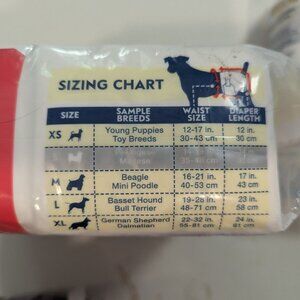 SIZING CHART
SIZE SAMPLE BREEDS WAIST SIZE DIAPER LENGTH
XS Young Puppies Toy Breeds 12-17 in. 30-43 cm 12 in. 30 cm
S Maltese
M Beagle Mini Poodle 16-21 in. 40-53 cm 17 in. 43 cm
L Basset Hound Bull Terrier 19-28 in. 48-71 cm 23 in. 58 cm
XL German Shepherd Dalmatian 22-32 in. 55-81 cm 24 in. 61 cm